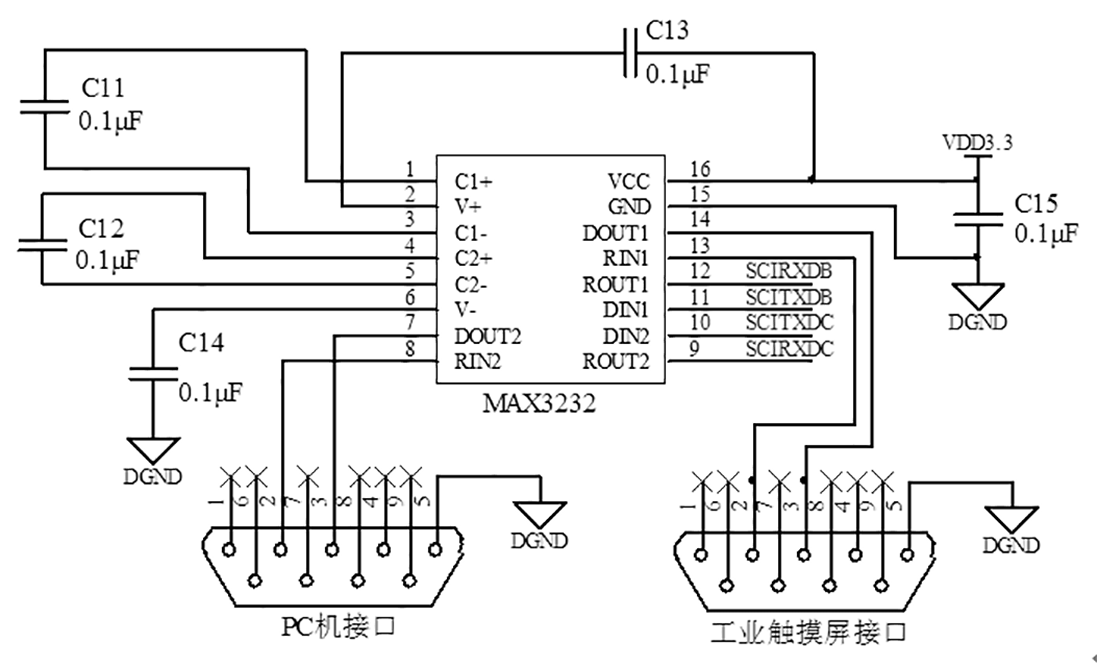 C13
0.1μF
C11
0.1μF
VDD3.3
C15
0.1μF
DGND
C12
0.1μF
1 C1+ VCC 16
2 V+ GND 15
3 C1- DOUT1 14
4 C2+ RIN1 13
5 C2- ROUT1 12 SCIRXDB
6 V- DIN1 11 SCITXDB
7 DOUT2 DIN2 10 SCITXDC
8 RIN2 ROUT2 9 SCIRXDC
MAX3232
C14
0.1μF
DGND
1 6 2 7 3 8 4 9 5
DGND
PC机接口
1 6 2 7 3 8 4 9 5
DGND
工业触摸屏接口